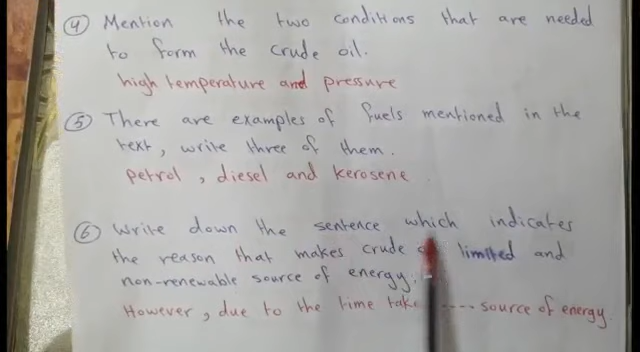 ④ Mention the two conditions that are needed
to form the crude oil.
high temperature and pressure
⑤ There are examples of fuels mentioned in the
text, write three of them.
petrol, diesel and kerosene
⑥ Write down the sentence which indicates
the reason that makes crude limited and
non-renewable source of energy.
However, due to the time ---- source of energy.